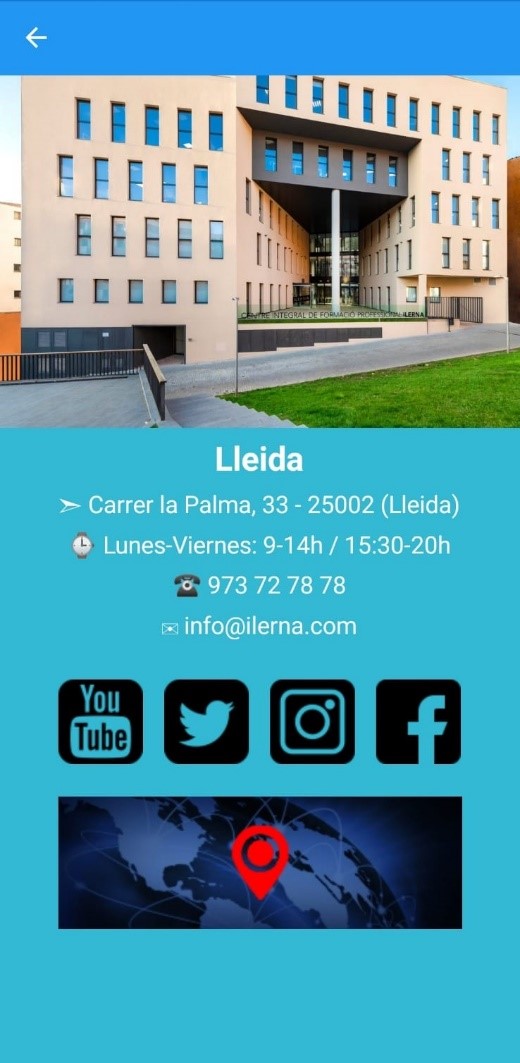 CENTRE INTEGRAL DE FORMACIÓ PROFESSIONAL ILERNA
Lleida
➣ Carrer la Palma, 33 - 25002 (Lleida)
⌚ Lunes-Viernes: 9-14h / 15:30-20h
☎ 973 72 78 78
✉ info@ilerna.com
You
Tube